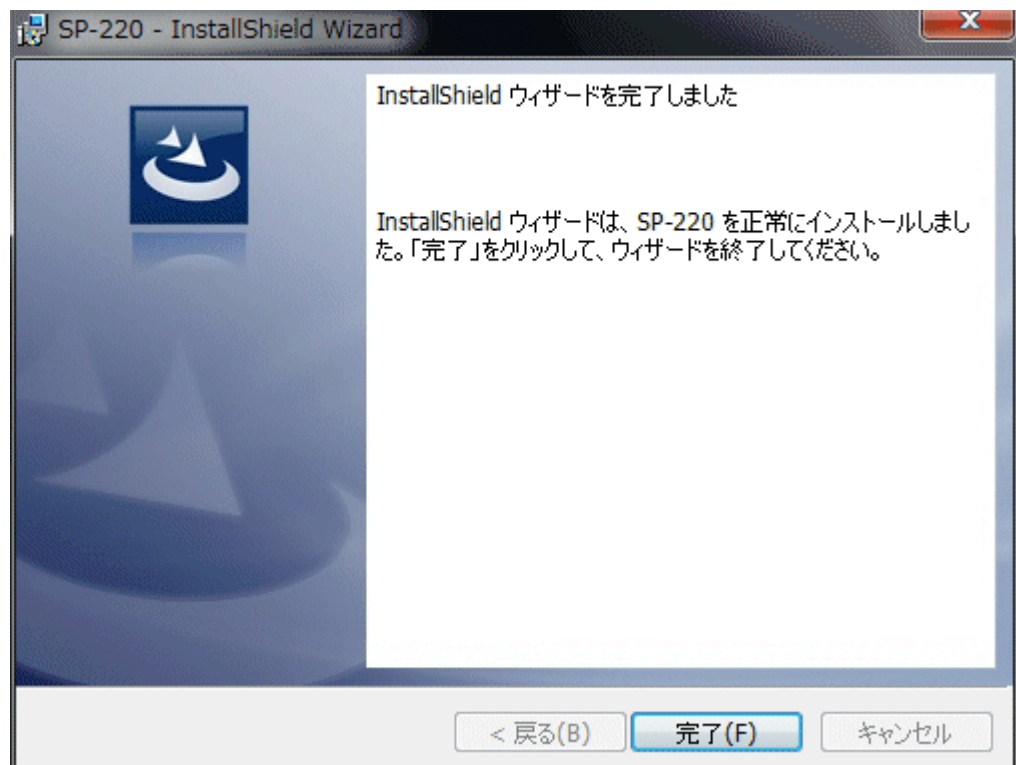 SP-220 - InstallShield Wizard
InstallShield ウィザードを完了しました
InstallShield ウィザードは、SP-220 を正常にインストールしまし
た。「完了」をクリックして、ウィザードを終了してください。
< 戻る(B) 完了(F) キャンセル